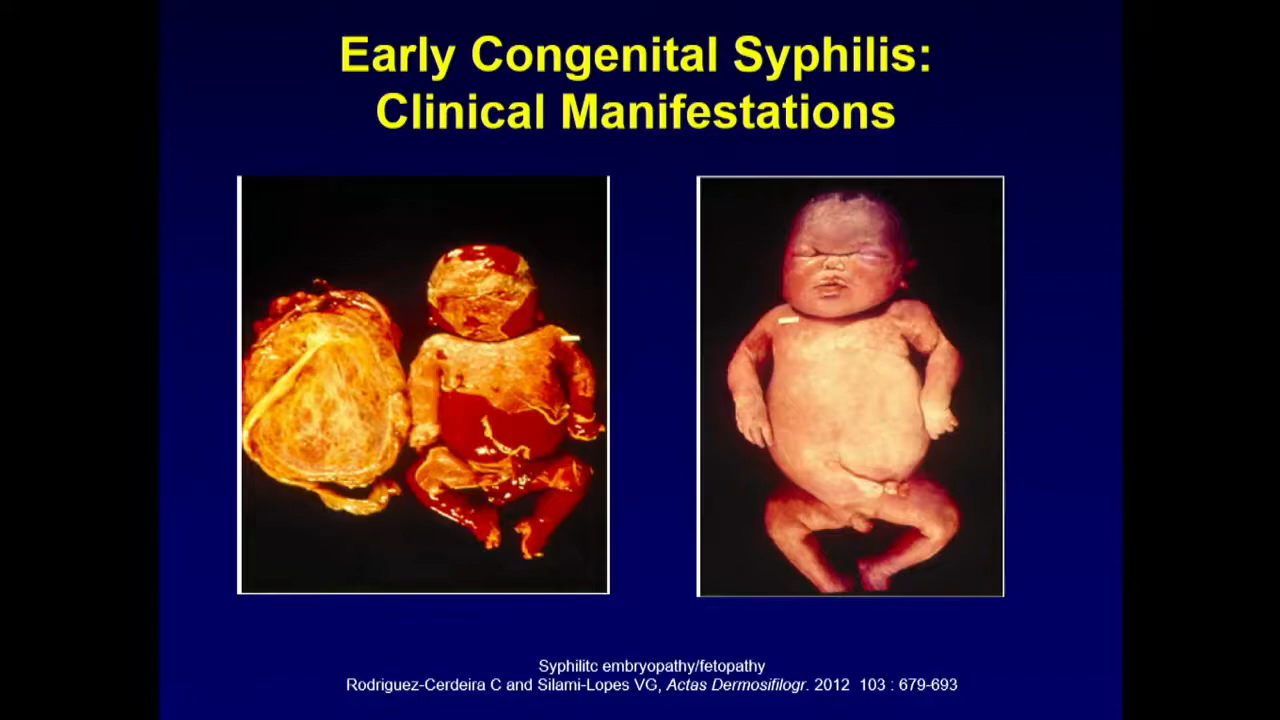 Early Congenital Syphilis:
Clinical Manifestations
Syphilitc embryopathy/fetopathy
Rodriguez-Cerdeira C and Silami-Lopes VG, Actas Dermosifilogr. 2012 103 : 679-693